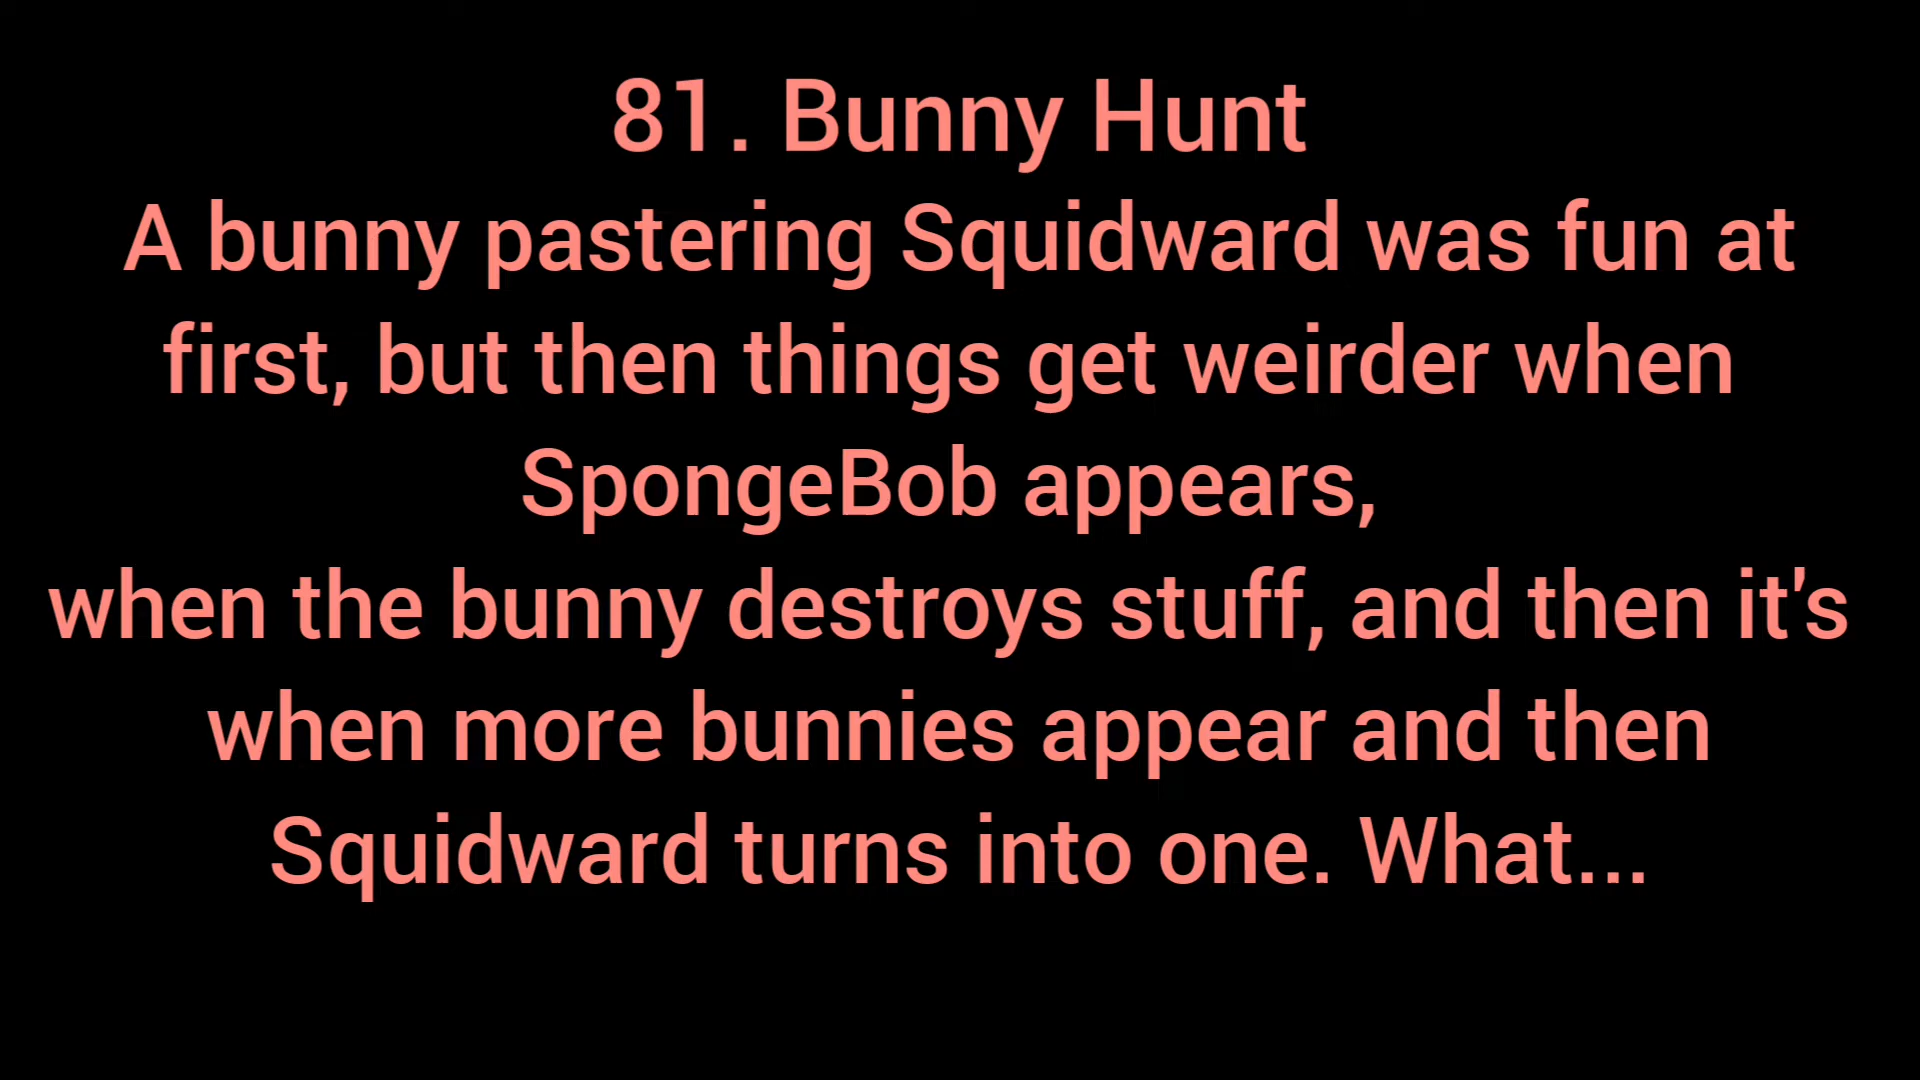 81. Bunny Hunt
A bunny pastering Squidward was fun at
first, but then things get weirder when
SpongeBob appears,
when the bunny destroys stuff, and then it's
when more bunnies appear and then
Squidward turns into one. What...